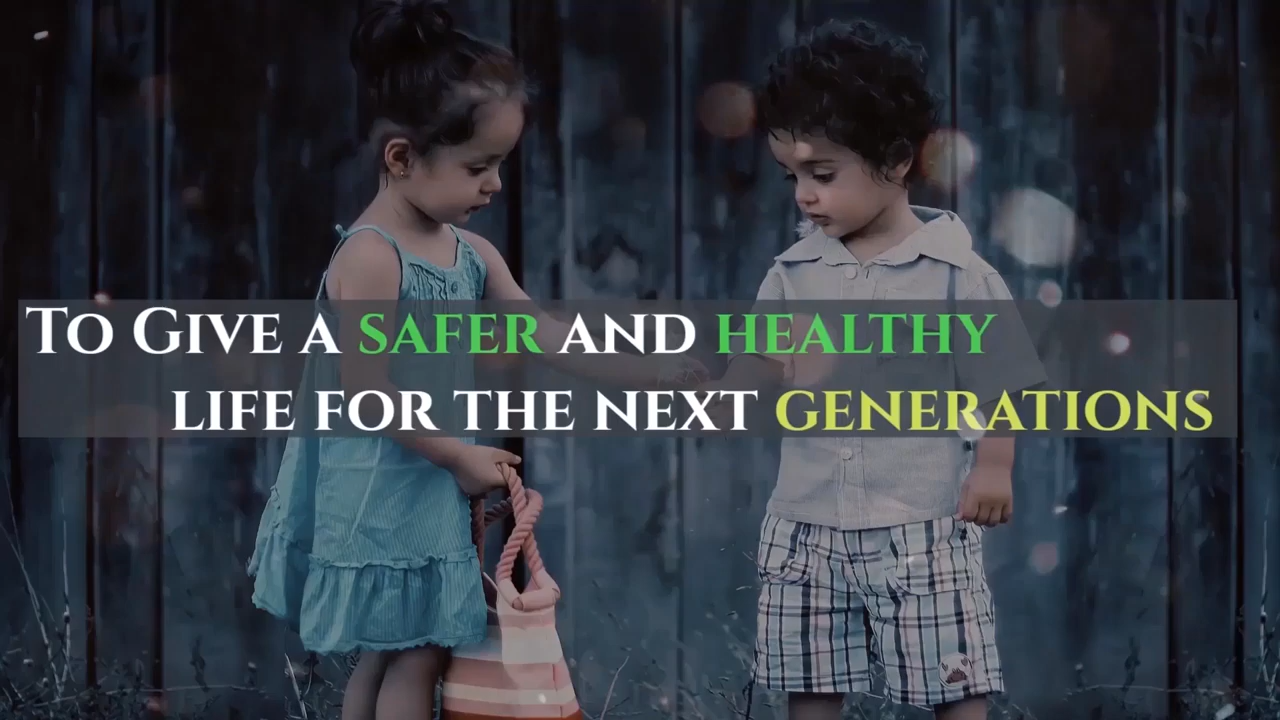 To Give a safer and healthy
life for the next generations